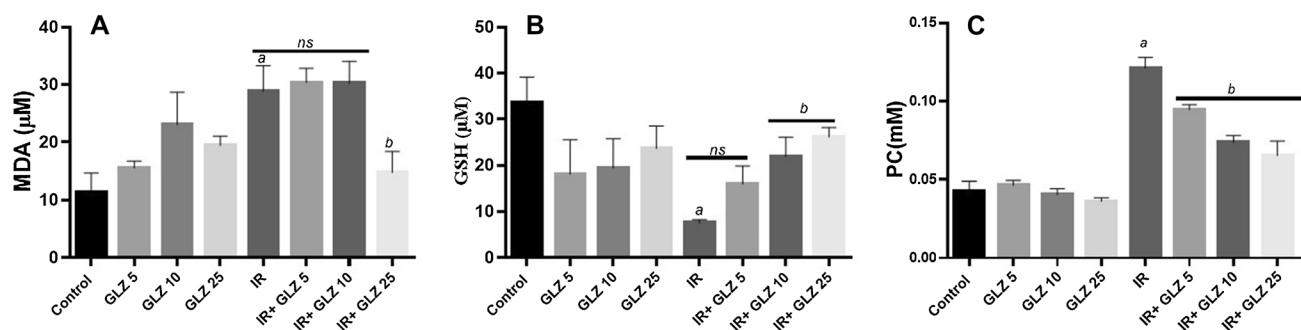 A
MDA (µM)
40
30
20
10
0
ns
a
b
Control
GLZ 5
GLZ 10
GLZ 25
IR
IR+ GLZ 5
IR+ GLZ 10
IR+ GLZ 25
B
GSH (µM)
50
40
30
20
10
0
ns
a
b
Control
GLZ 5
GLZ 10
GLZ 25
IR
IR+ GLZ 5
IR+ GLZ 10
IR+ GLZ 25
C
PC(mM)
0.15
0.10
0.05
0.00
a
b
Control
GLZ 5
GLZ 10
GLZ 25
IR
IR+ GLZ 5
IR+ GLZ 10
IR+ GLZ 25